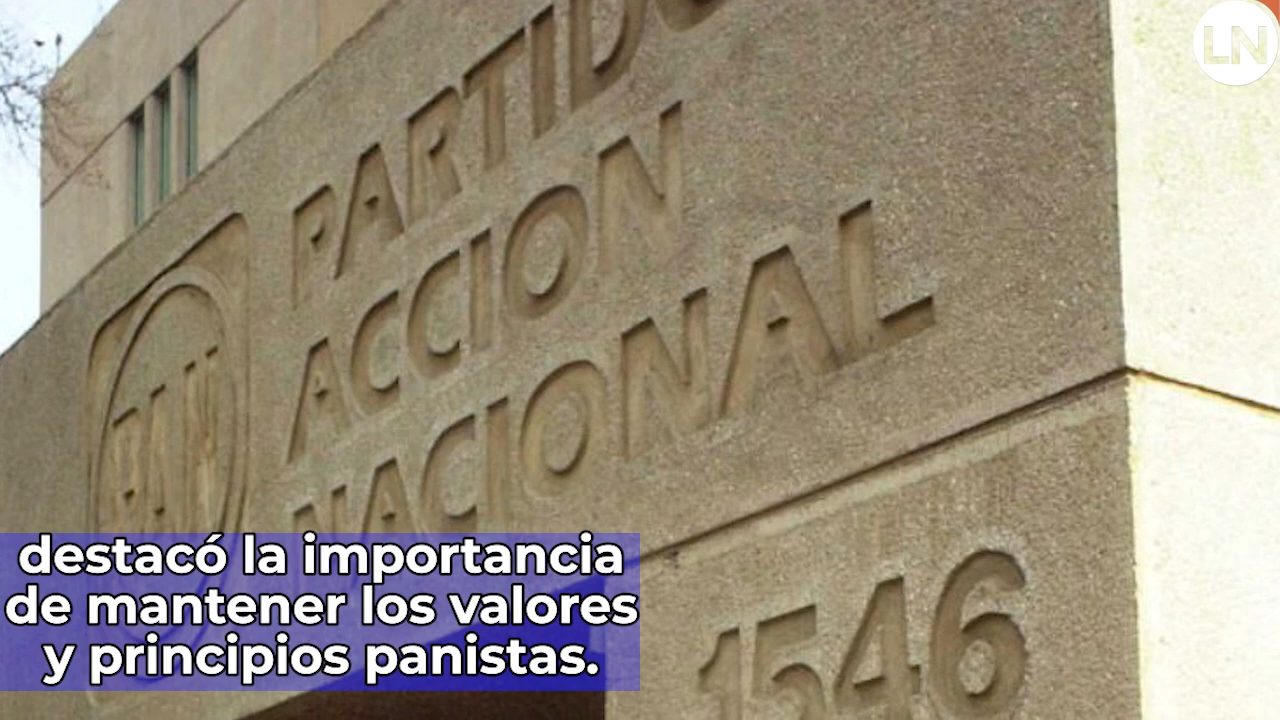 LN
PARTIDO
ACCION
NACIONAL
PAN
1546
destacó la importancia
de mantener los valores
y principios panistas.